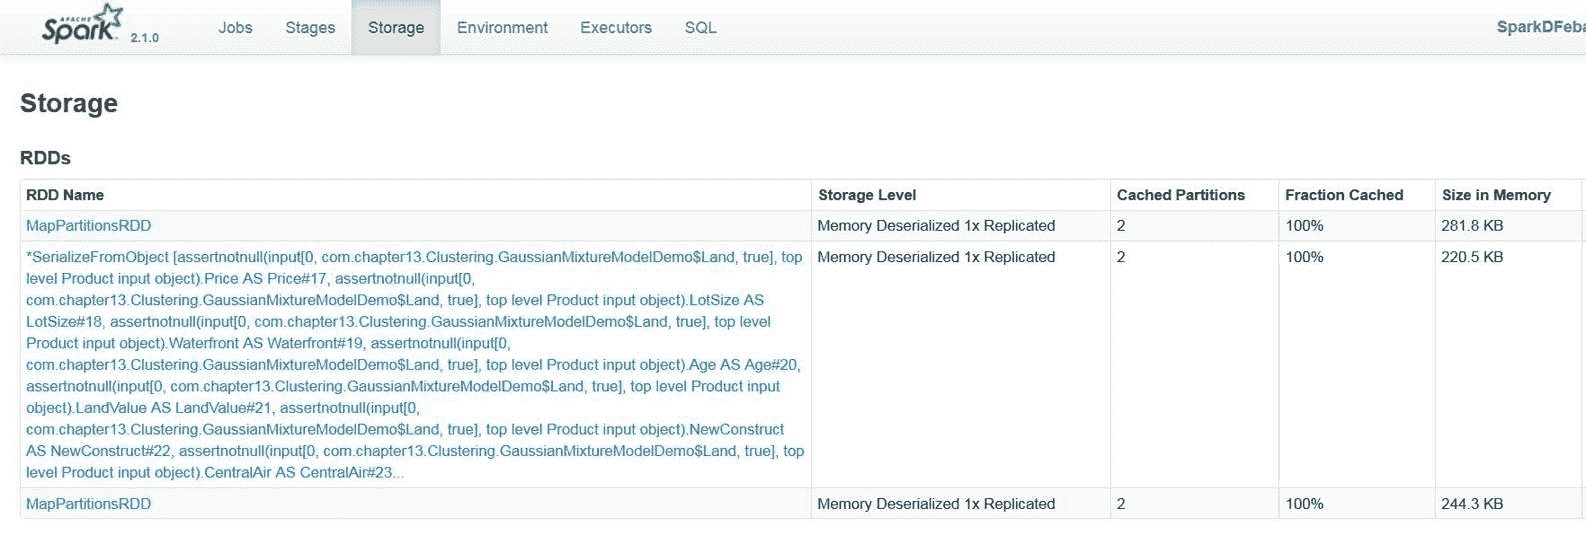 APACHE
Spark 2.1.0 Jobs Stages Storage Environment Executors SQL SparkDFeba
Storage
RDDs
RDD Name Storage Level Cached Partitions Fraction Cached Size in Memory
MapPartitionsRDD Memory Deserialized 1x Replicated 2 100% 281.8 KB
*SerializeFromObject [assertnotnull(input[0, com.chapter13.Clustering.GaussianMixtureModelDemo$Land, true], top Memory Deserialized 1x Replicated 2 100% 220.5 KB
level Product input object).Price AS Price#17, assertnotnull(input[0,
com.chapter13.Clustering.GaussianMixtureModelDemo$Land, true], top level Product input object).LotSize AS
LotSize#18, assertnotnull(input[0, com.chapter13.Clustering.GaussianMixtureModelDemo$Land, true], top level
Product input object).Waterfront AS Waterfront#19, assertnotnull(input[0,
com.chapter13.Clustering.GaussianMixtureModelDemo$Land, true], top level Product input object).Age AS Age#20,
assertnotnull(input[0, com.chapter13.Clustering.GaussianMixtureModelDemo$Land, true], top level Product input
object).LandValue AS LandValue#21, assertnotnull(input[0,
com.chapter13.Clustering.GaussianMixtureModelDemo$Land, true], top level Product input object).NewConstruct
AS NewConstruct#22, assertnotnull(input[0, com.chapter13.Clustering.GaussianMixtureModelDemo$Land, true], top
level Product input object).CentralAir AS CentralAir#23...
MapPartitionsRDD Memory Deserialized 1x Replicated 2 100% 244.3 KB